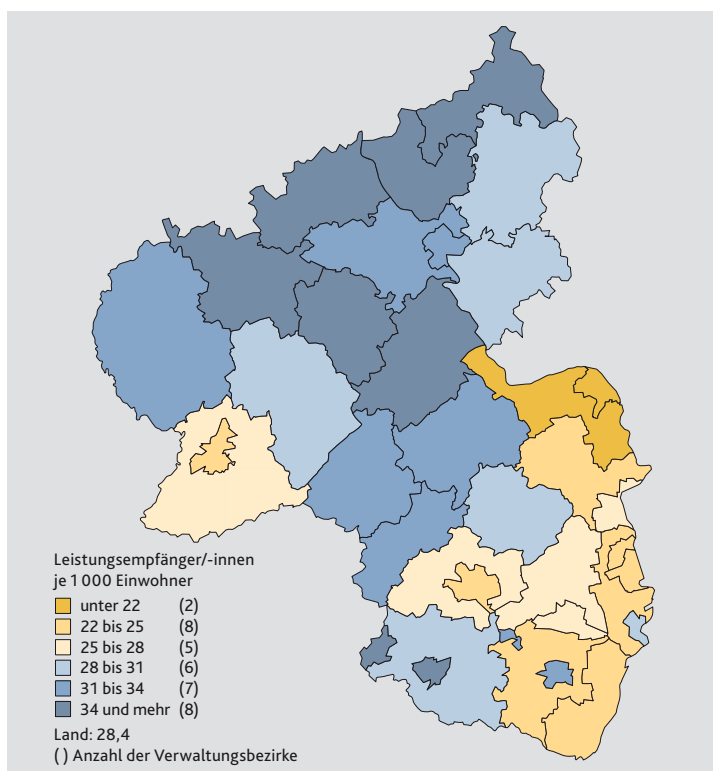 Leistungsempfänger/-innen
je 1 000 Einwohner
unter 22 (2)
22 bis 25 (8)
25 bis 28 (5)
28 bis 31 (6)
31 bis 34 (7)
34 und mehr (8)
Land: 28,4
( ) Anzahl der Verwaltungsbezirke